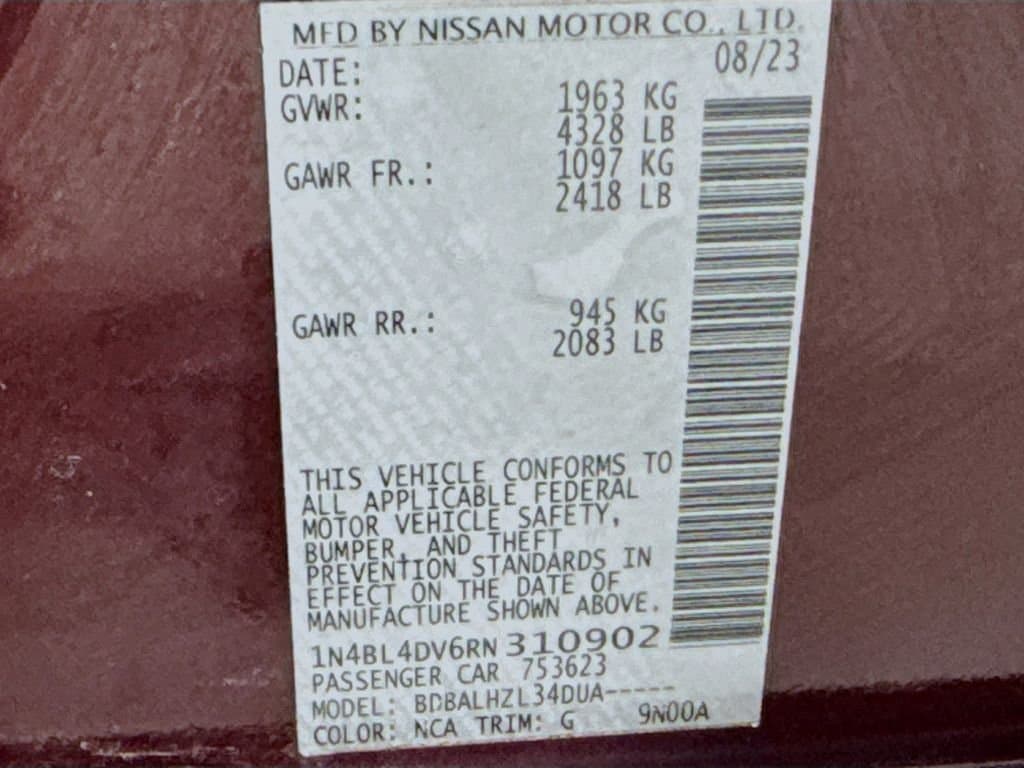 MFD BY NISSAN MOTOR CO., LTD.
DATE: 08/23
GVWR: 1963 KG
4328 LB
GAWR FR.: 1097 KG
2418 LB
GAWR RR.: 945 KG
2083 LB
THIS VEHICLE CONFORMS TO
ALL APPLICABLE FEDERAL
MOTOR VEHICLE SAFETY,
BUMPER, AND THEFT
PREVENTION STANDARDS IN
EFFECT ON THE DATE OF
MANUFACTURE SHOWN ABOVE.
1N4BL4DV6RN310902
PASSENGER CAR 753623
MODEL: BDBALHZL34DUA-----
COLOR: NCA TRIM: G 9N00A